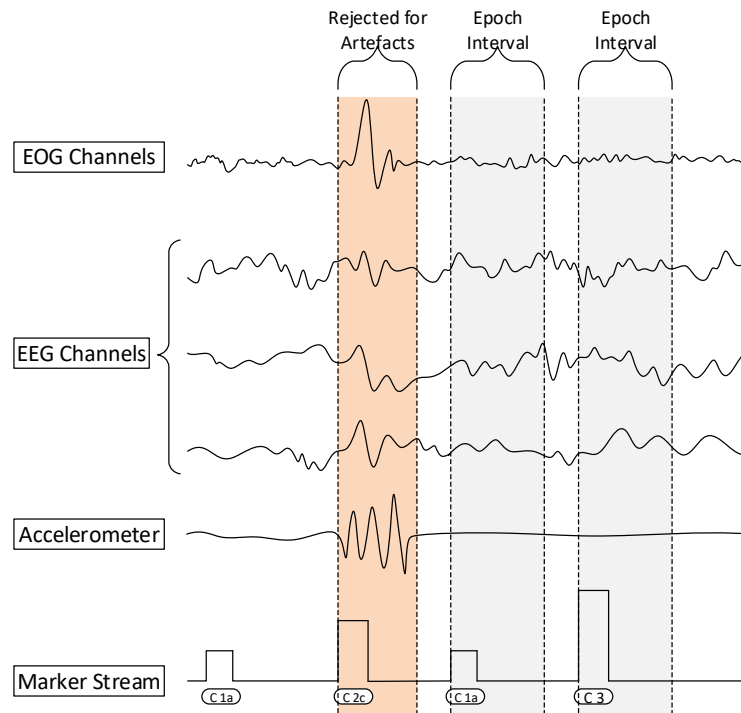 Rejected for
Artefacts
Epoch
Interval
Epoch
Interval
EOG Channels
EEG Channels
Accelerometer
Marker Stream
C 1a
C 2c
C 1a
C 3